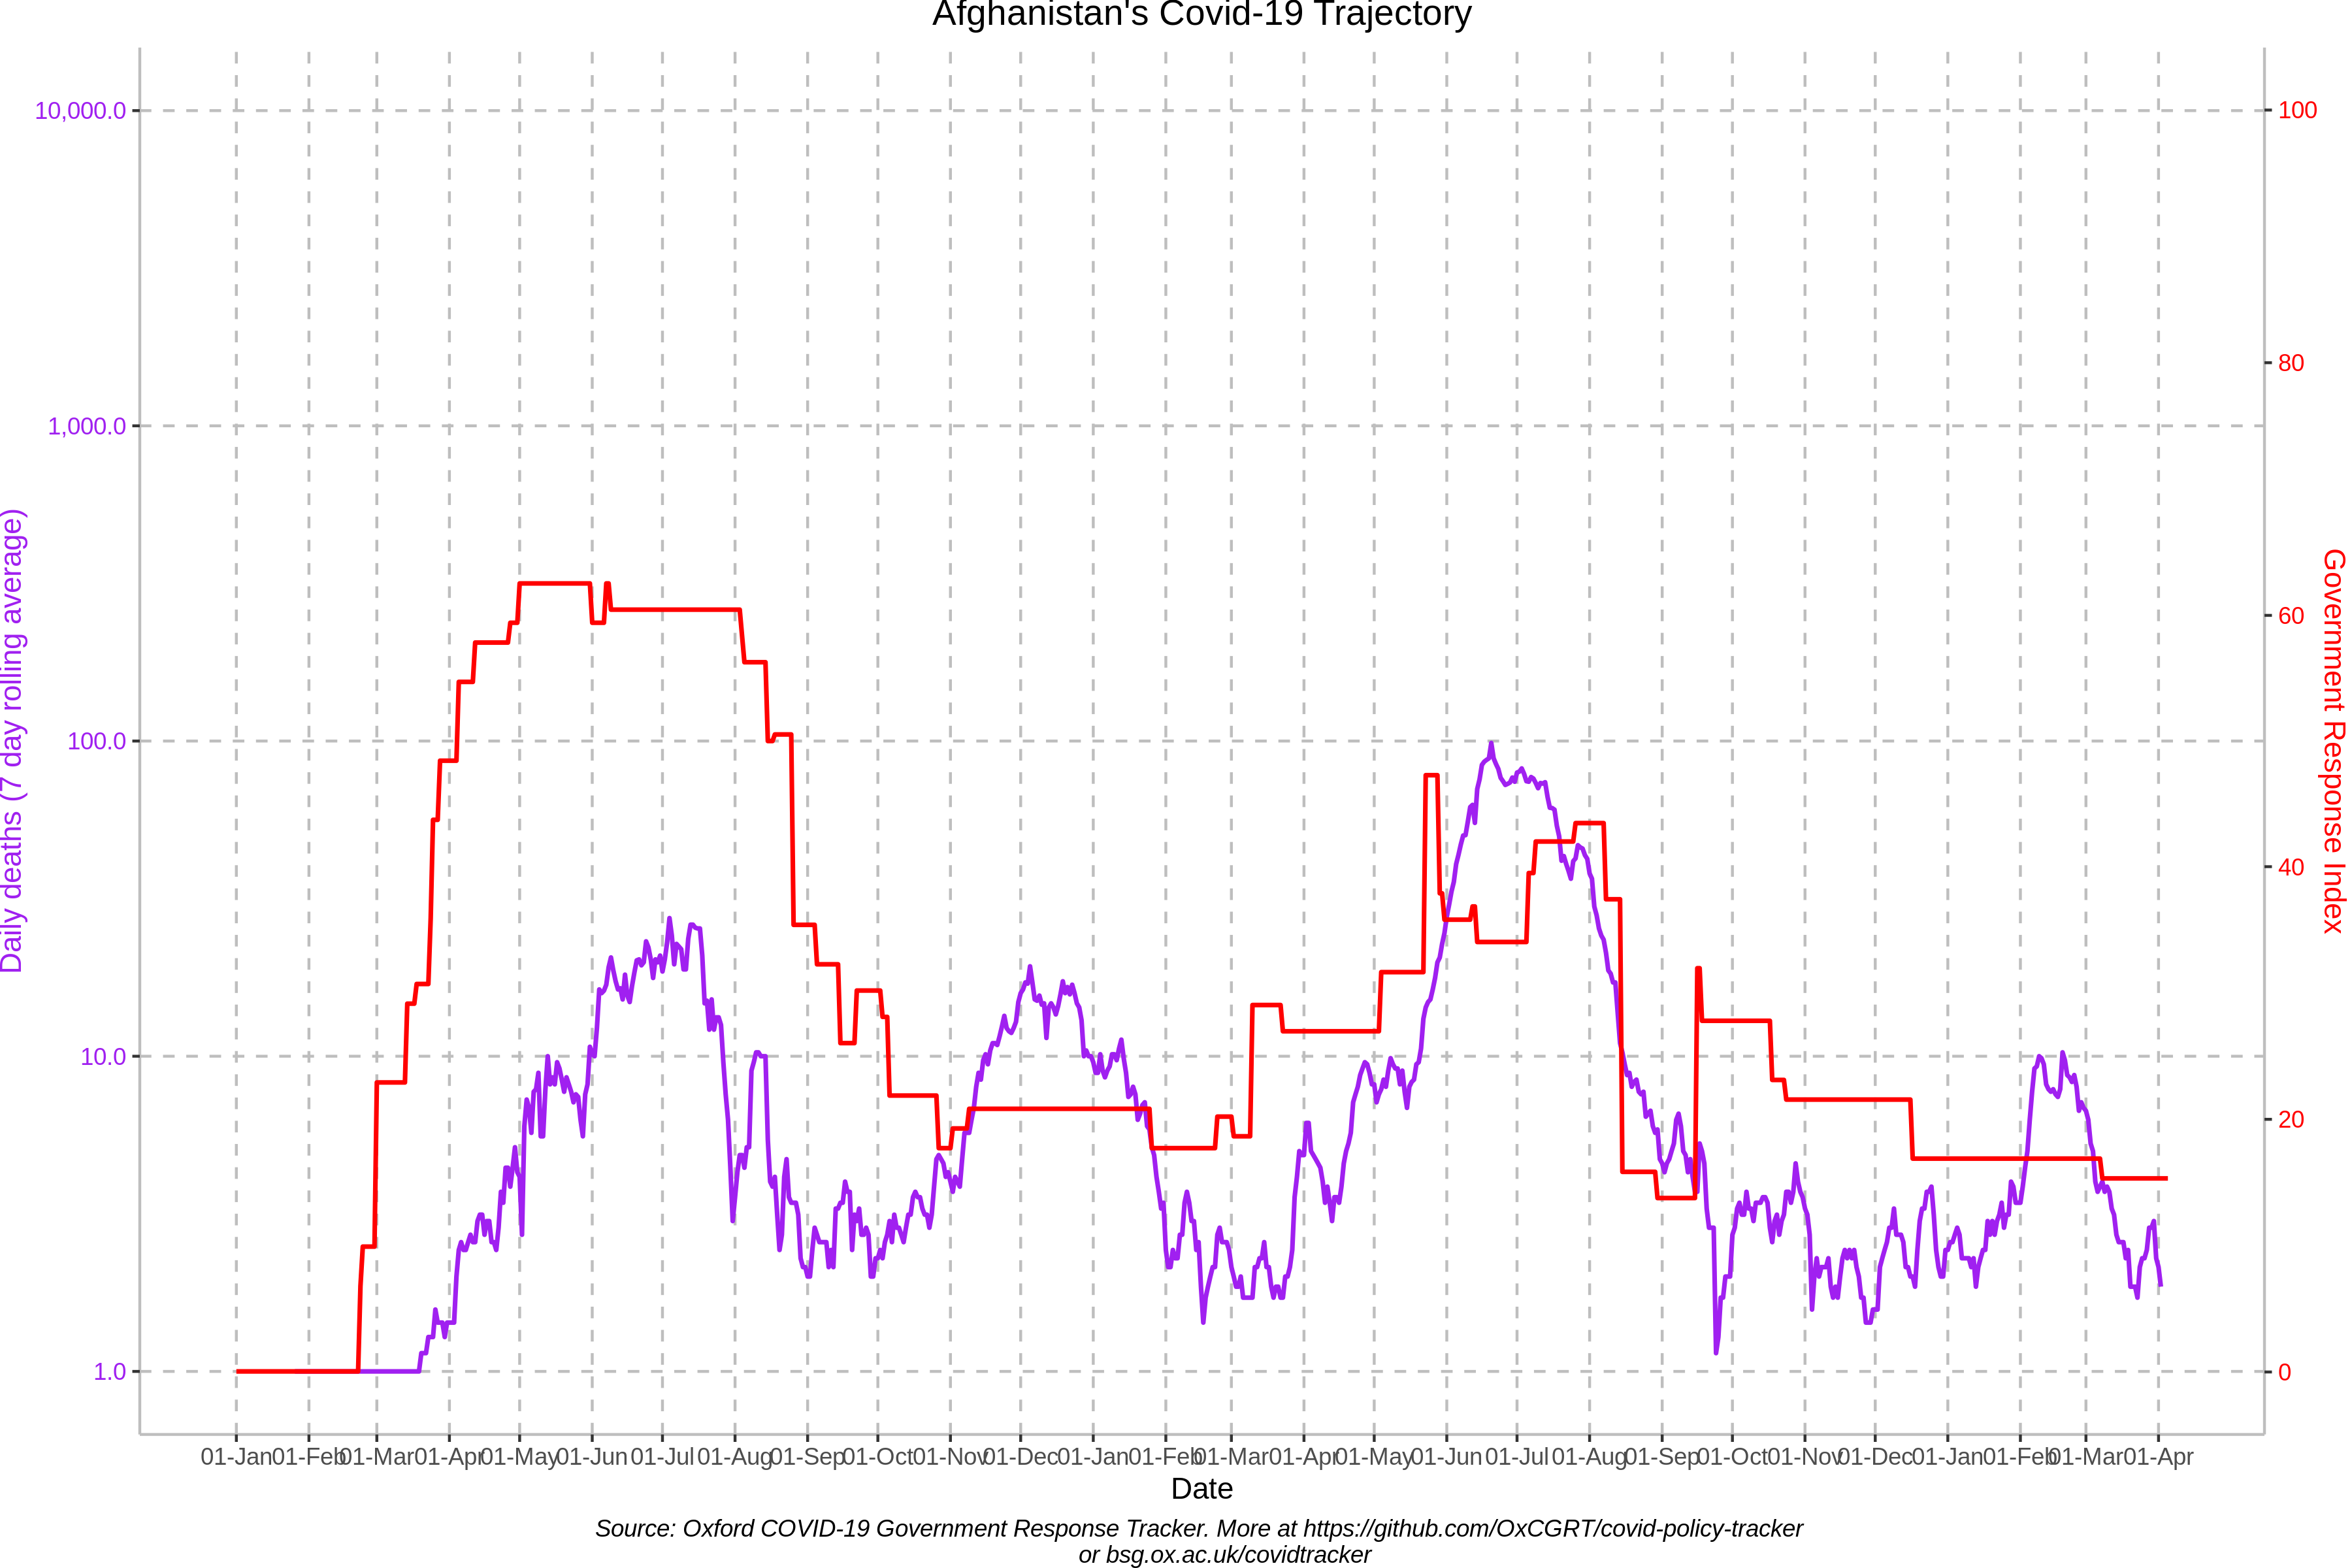 Afghanistan's Covid-19 Trajectory
10,000.0
1,000.0
100.0
10.0
1.0
Daily deaths (7 day rolling average)
100
80
60
40
20
0
Government Response Index
01-Jan 01-Feb 01-Mar 01-Apr 01-May 01-Jun 01-Jul 01-Aug 01-Sep 01-Oct 01-Nov 01-Dec 01-Jan 01-Feb 01-Mar 01-Apr 01-May 01-Jun 01-Jul 01-Aug 01-Sep 01-Oct 01-Nov 01-Dec 01-Jan 01-Feb 01-Mar 01-Apr
Date
Source: Oxford COVID-19 Government Response Tracker. More at https://github.com/OxCGRT/covid-policy-tracker
or bsg.ox.ac.uk/covidtracker